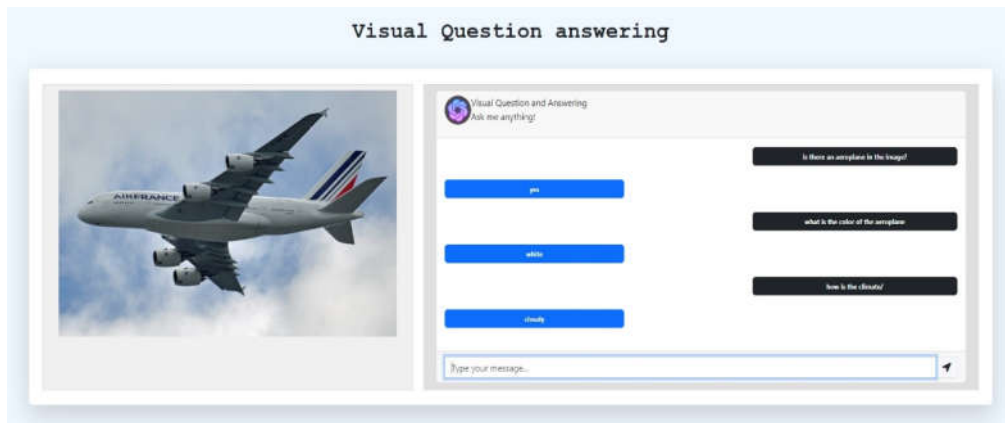 Visual Question answering
AIRFRANCE
Visual Question and Answering
Ask me anything!
is there an aeroplane in the image?
yes
what is the color of the aeroplane
white
how is the climate?
cloudy
Type your message...